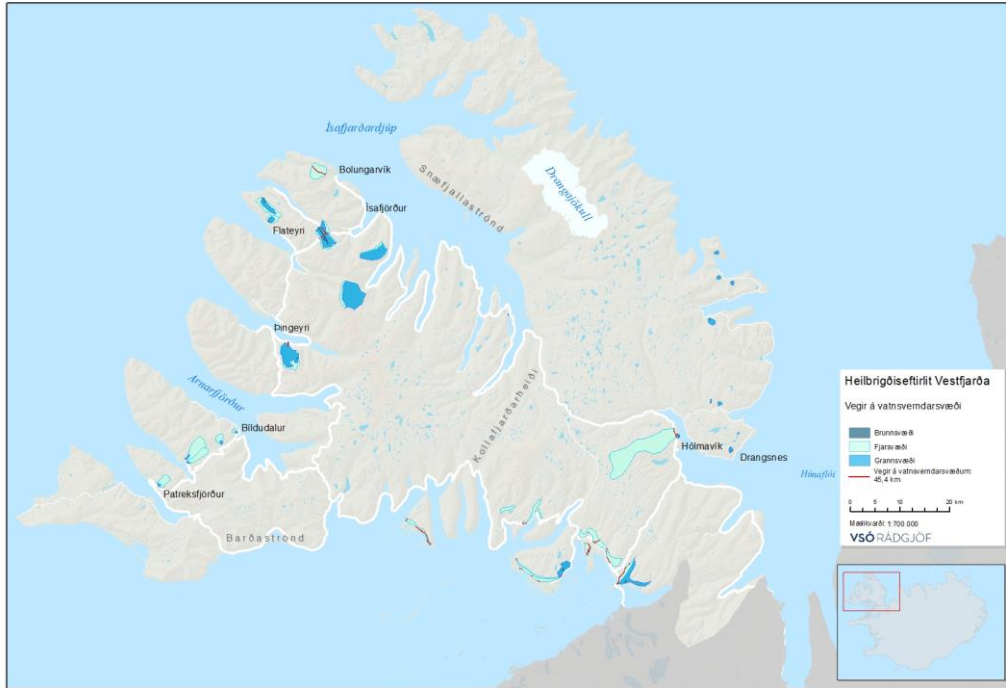 Ísafjarðardjúp
Bolungarvík
Snæfjallaströnd
Drangajökull
Ísafjörður
Flateyri
Þingeyri
Arnarfjörður
Bíldudalur
Kollafjarðarheiði
Hólmavík
Drangsnes
Húnaflói
Patreksfjörður
Barðaströnd
Heilbrigðiseftirlit Vestfjarða
Vegir á vatnsverndarsvæði
Brunnsvæði
Fjarsvæði
Grannsvæði
Vegir á vatnsverndarsvæðum:
45,4 km
0 5 10 20 km
Mælikvarði: 1:700.000
VSÓ RÁÐGJÖF